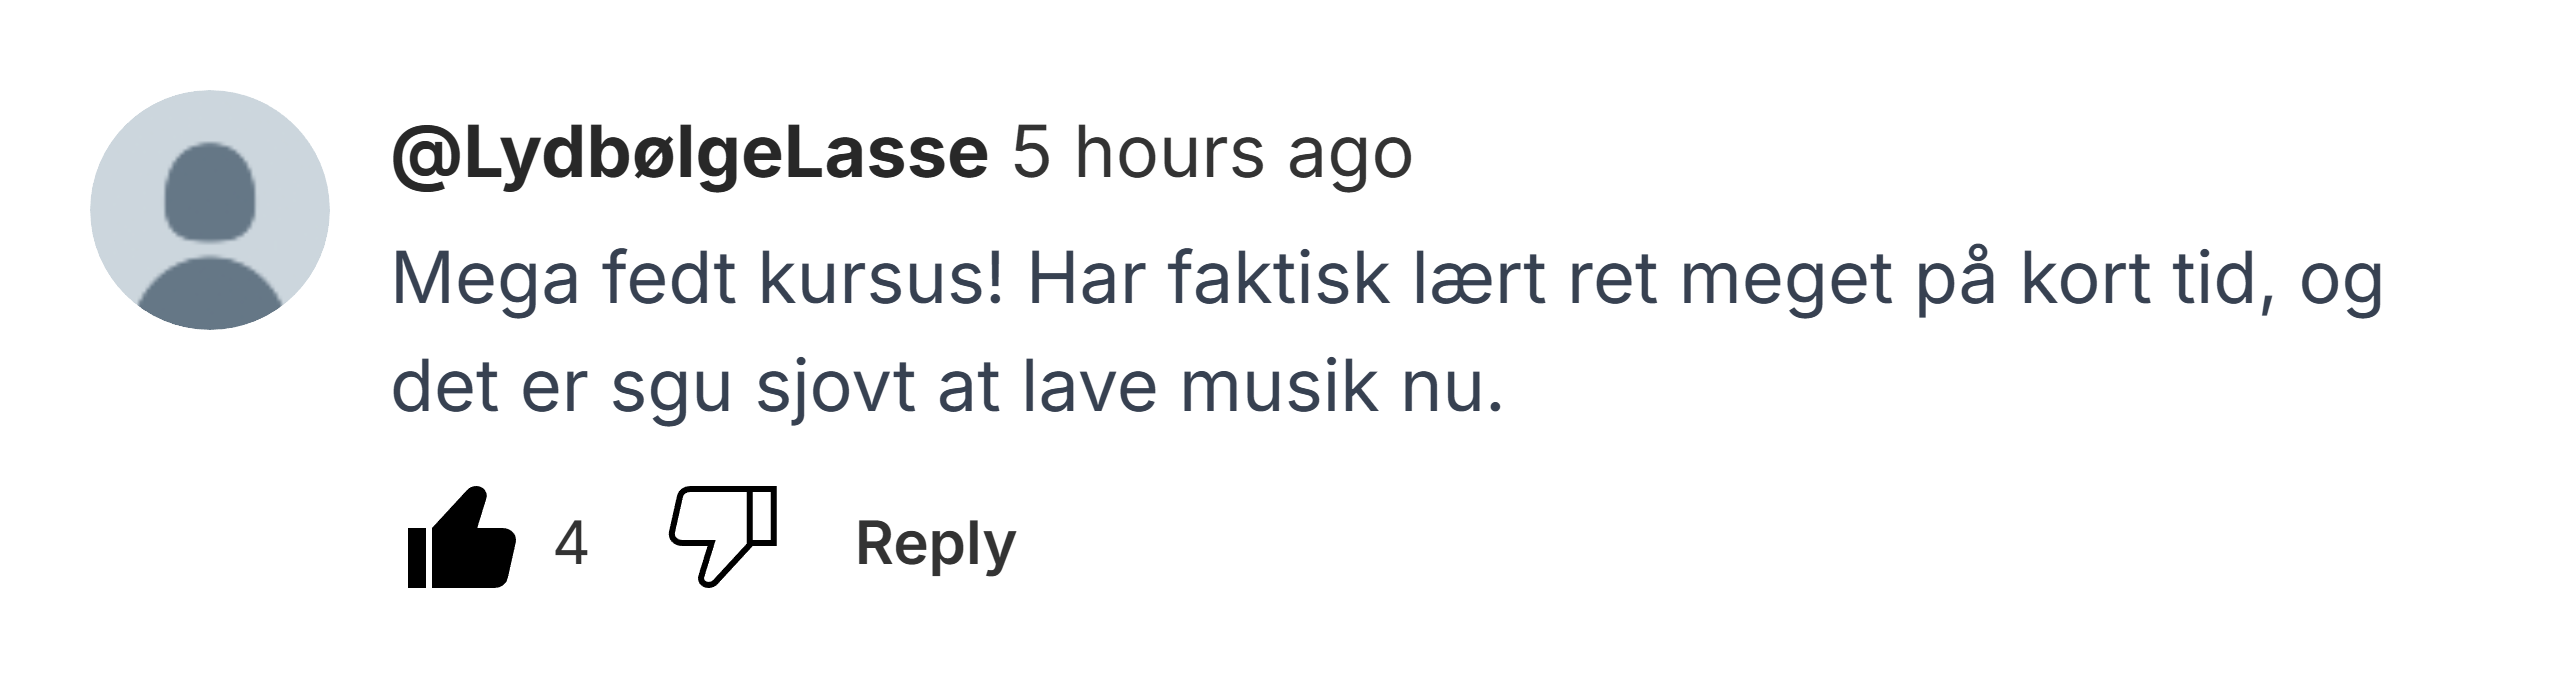 @LydbølgeLasse 5 hours ago
Mega fedt kursus! Har faktisk lært ret meget på kort tid, og
det er sgu sjovt at lave musik nu.
4 Reply